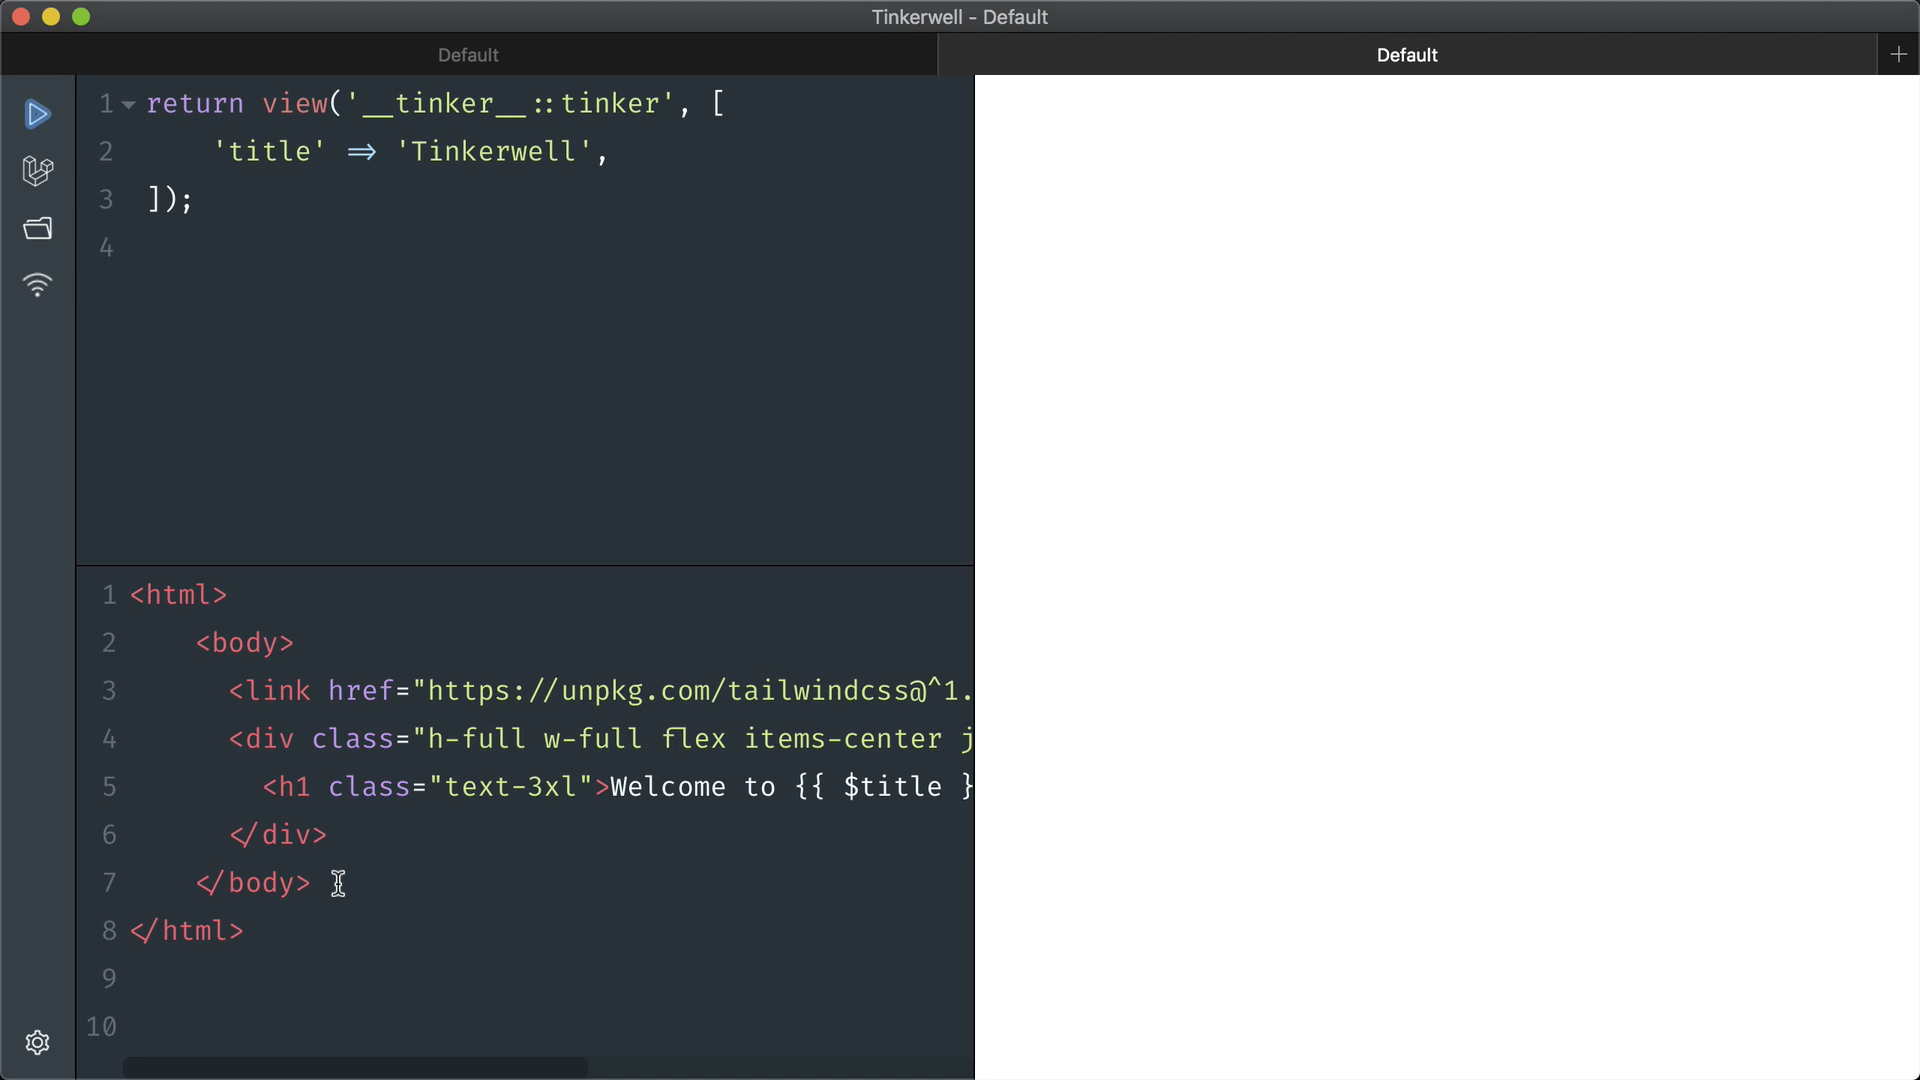 Tinkerwell - Default
Default
Default
1 return view('__tinker__::tinker', [
2     'title' => 'Tinkerwell',
3 ]);
4
1 <html>
2     <body>
3       <link href="https://unpkg.com/tailwindcss@^1.
4       <div class="h-full w-full flex items-center j
5         <h1 class="text-3xl">Welcome to {{ $title }
6       </div>
7     </body>
8 </html>
9
10